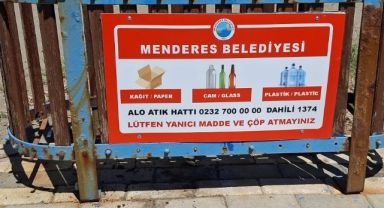 MENDERES BELEDİYESİ
KAĞIT / PAPER
CAM / GLASS
PLASTİK / PLASTIC
ALO ATIK HATTI 0232 700 00 00 DAHİLİ 1374
LÜTFEN YANICI MADDE VE ÇÖP ATMAYINIZ